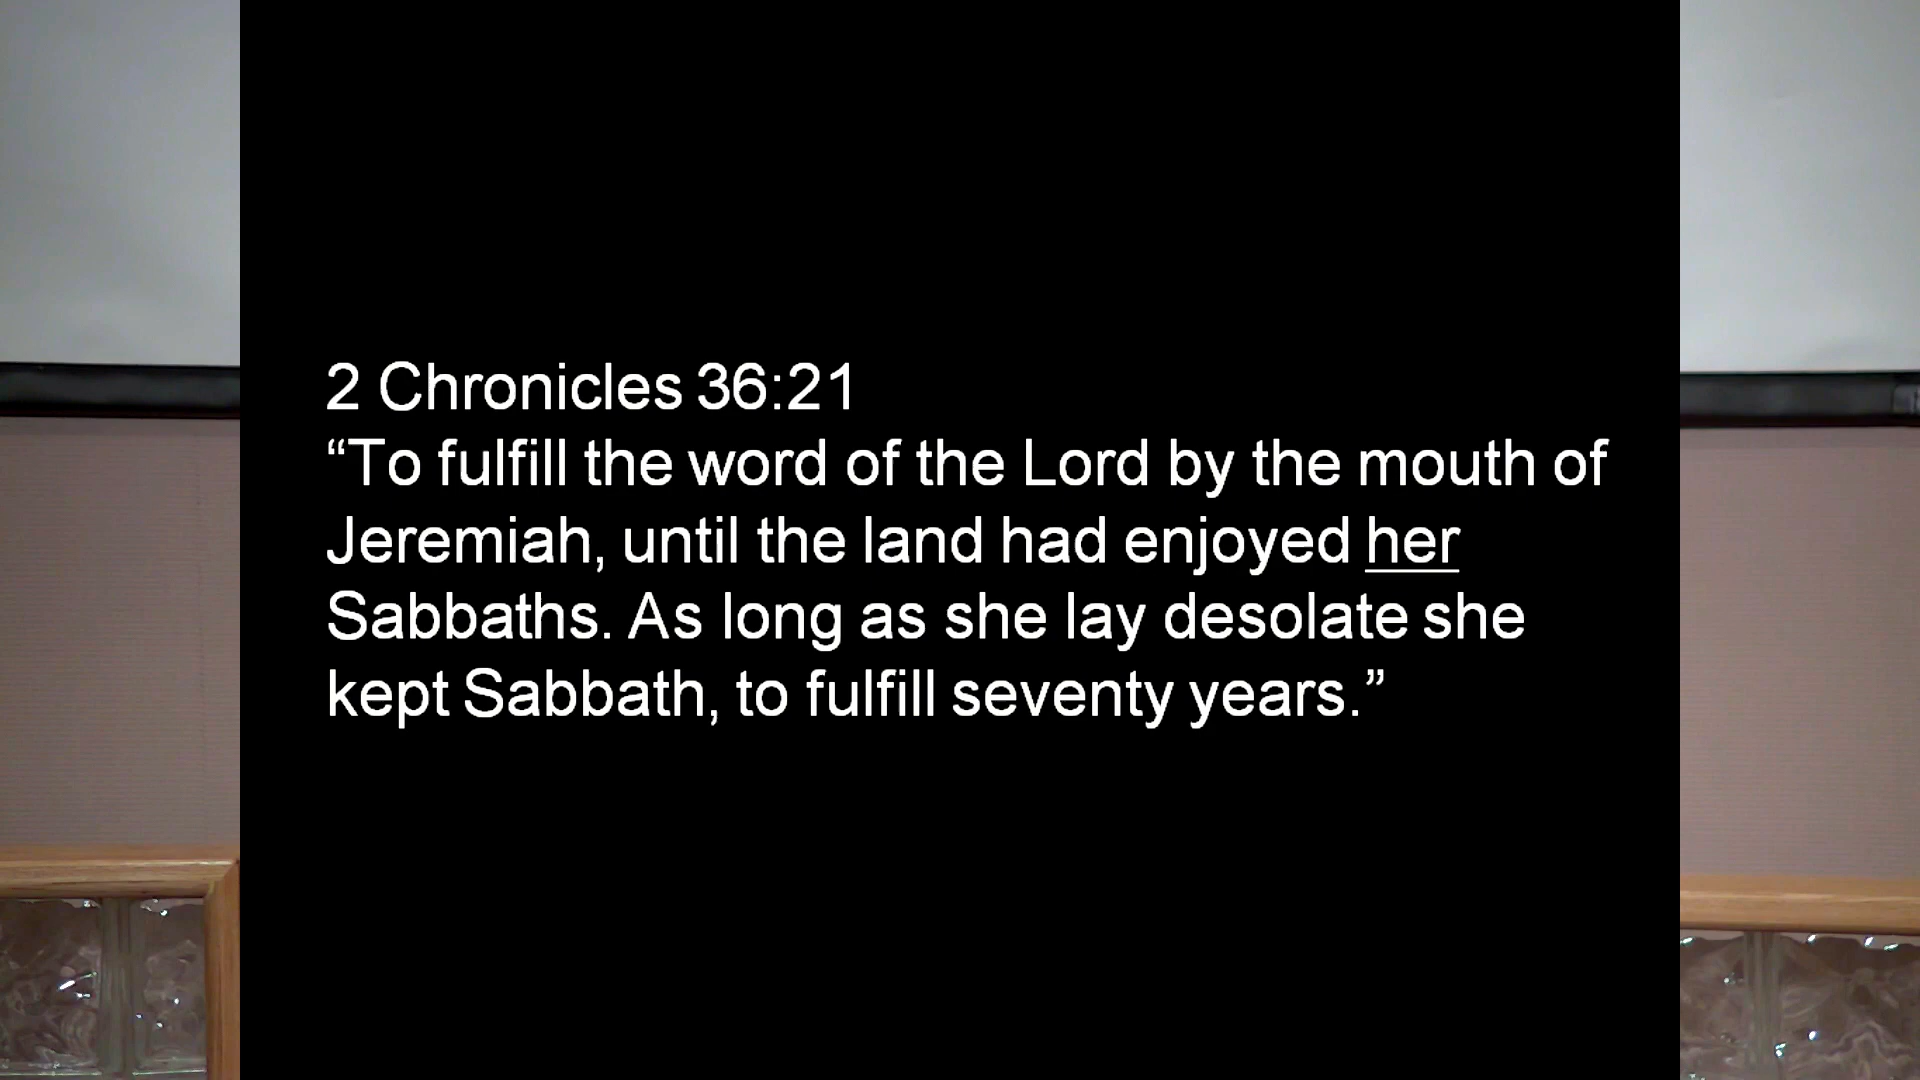 2 Chronicles 36:21
“To fulfill the word of the Lord by the mouth of
Jeremiah, until the land had enjoyed her
Sabbaths. As long as she lay desolate she
kept Sabbath, to fulfill seventy years.”